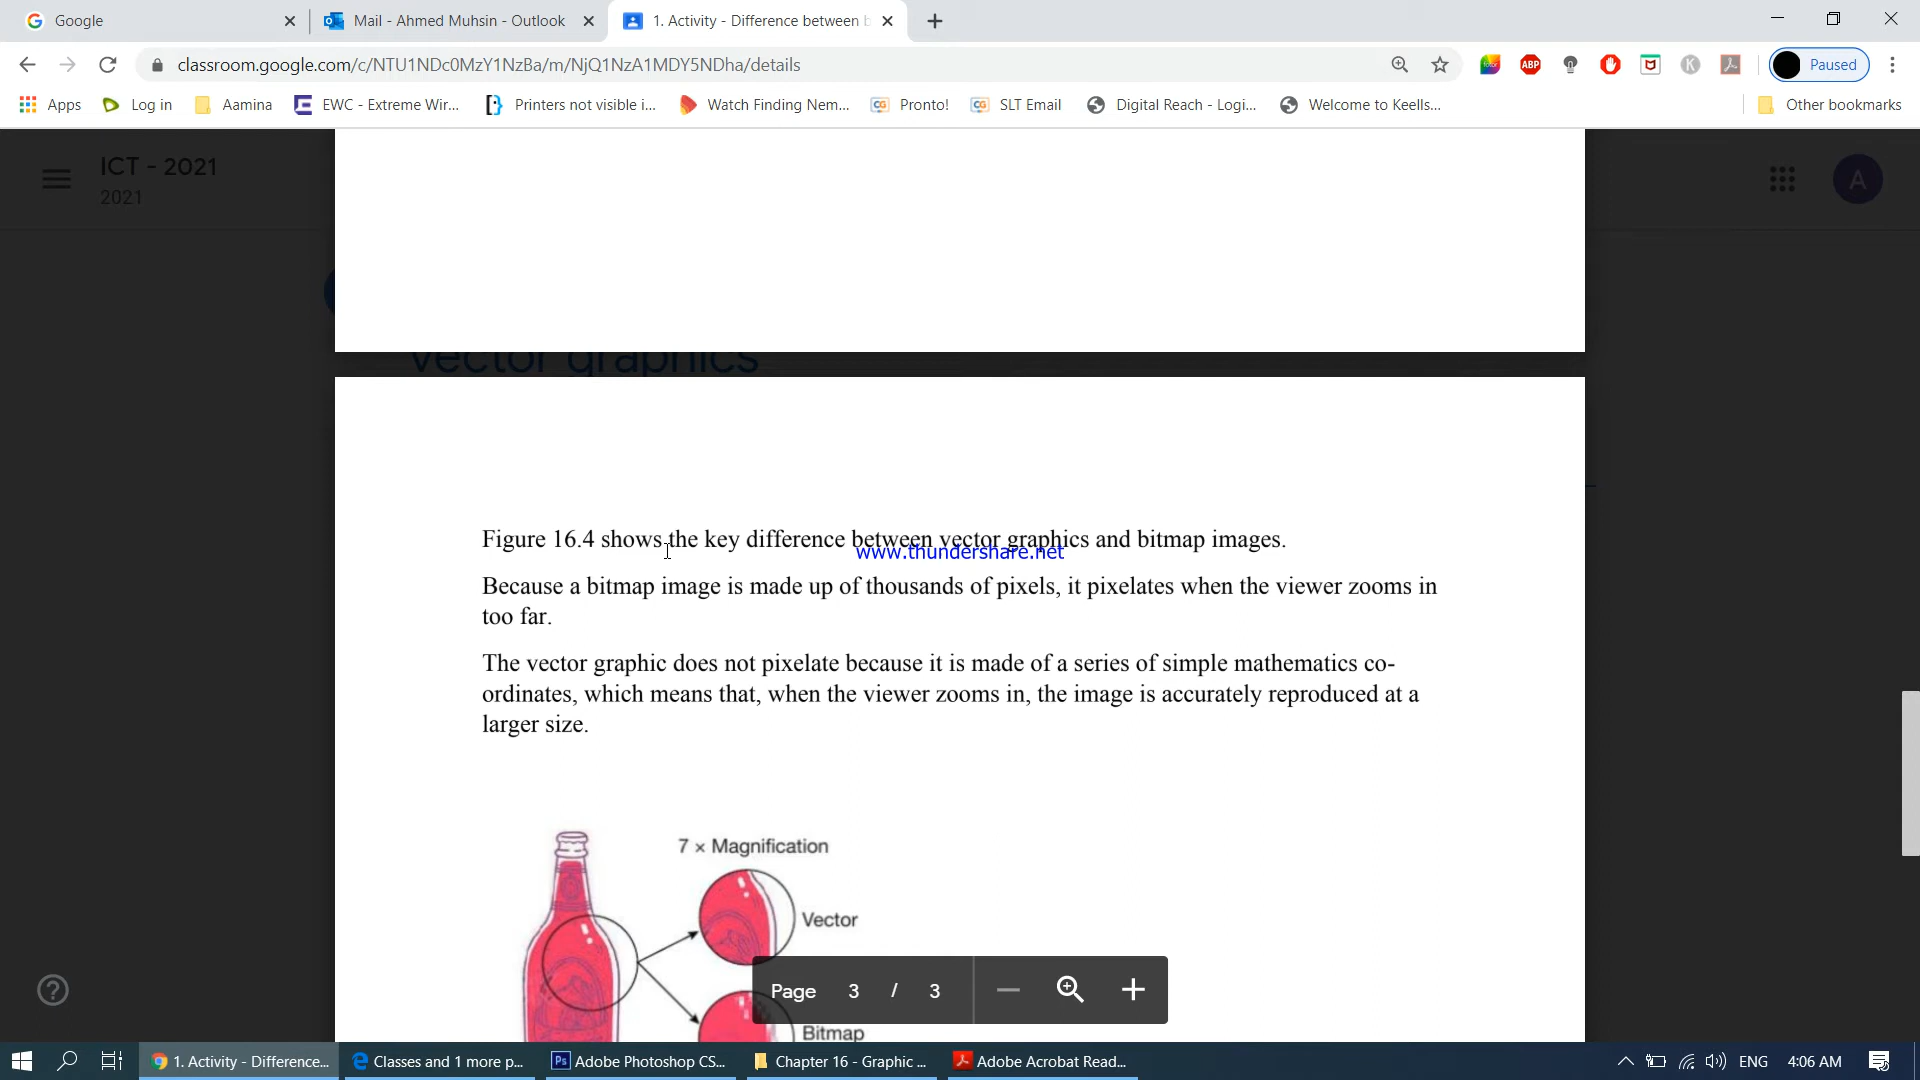 Google
Mail - Ahmed Muhsin - Outlook
1. Activity - Difference between b
classroom.google.com/c/NTU1NDc0MzY1NzBa/m/NjQ1NzA1MDY5NDha/details
ABP
K
Paused
Apps
Log in
Aamina
EWC - Extreme Wir...
Printers not visible i...
Watch Finding Nem...
CG
Pronto!
CG
SLT Email
Digital Reach - Logi...
Welcome to Keells...
Other bookmarks
ICT - 2021
2021
A
vector graphics
Figure 16.4 shows the key difference between vector graphics and bitmap images.
www.thundershare.net
Because a bitmap image is made up of thousands of pixels, it pixelates when the viewer zooms in
too far.
The vector graphic does not pixelate because it is made of a series of simple mathematics co-
ordinates, which means that, when the viewer zooms in, the image is accurately reproduced at a
larger size.
7 × Magnification
Vector
Bitmap
Page 3 / 3
1. Activity - Difference...
Classes and 1 more p...
Ps
Adobe Photoshop CS...
Chapter 16 - Graphic ...
Adobe Acrobat Read...
ENG
4:06 AM